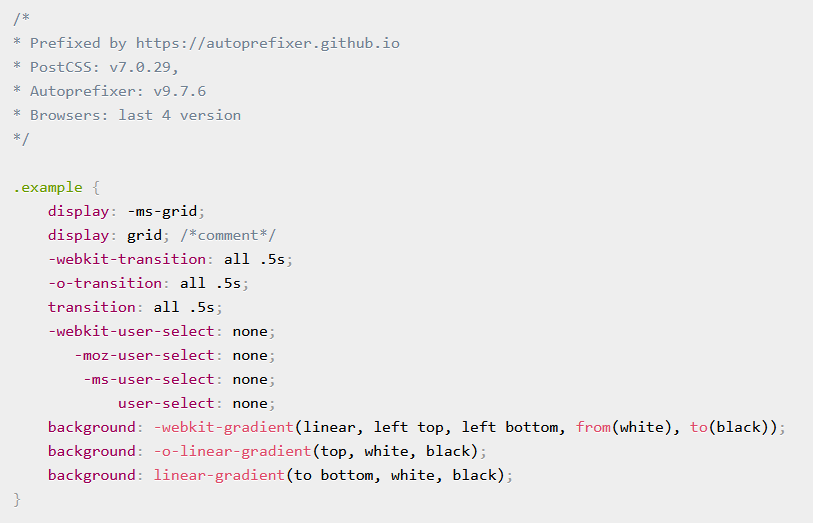 /*
* Prefixed by https://autoprefixer.github.io
* PostCSS: v7.0.29,
* Autoprefixer: v9.7.6
* Browsers: last 4 version
*/

.example {
    display: -ms-grid;
    display: grid; /*comment*/
    -webkit-transition: all .5s;
    -o-transition: all .5s;
    transition: all .5s;
    -webkit-user-select: none;
       -moz-user-select: none;
        -ms-user-select: none;
            user-select: none;
    background: -webkit-gradient(linear, left top, left bottom, from(white), to(black));
    background: -o-linear-gradient(top, white, black);
    background: linear-gradient(to bottom, white, black);
}